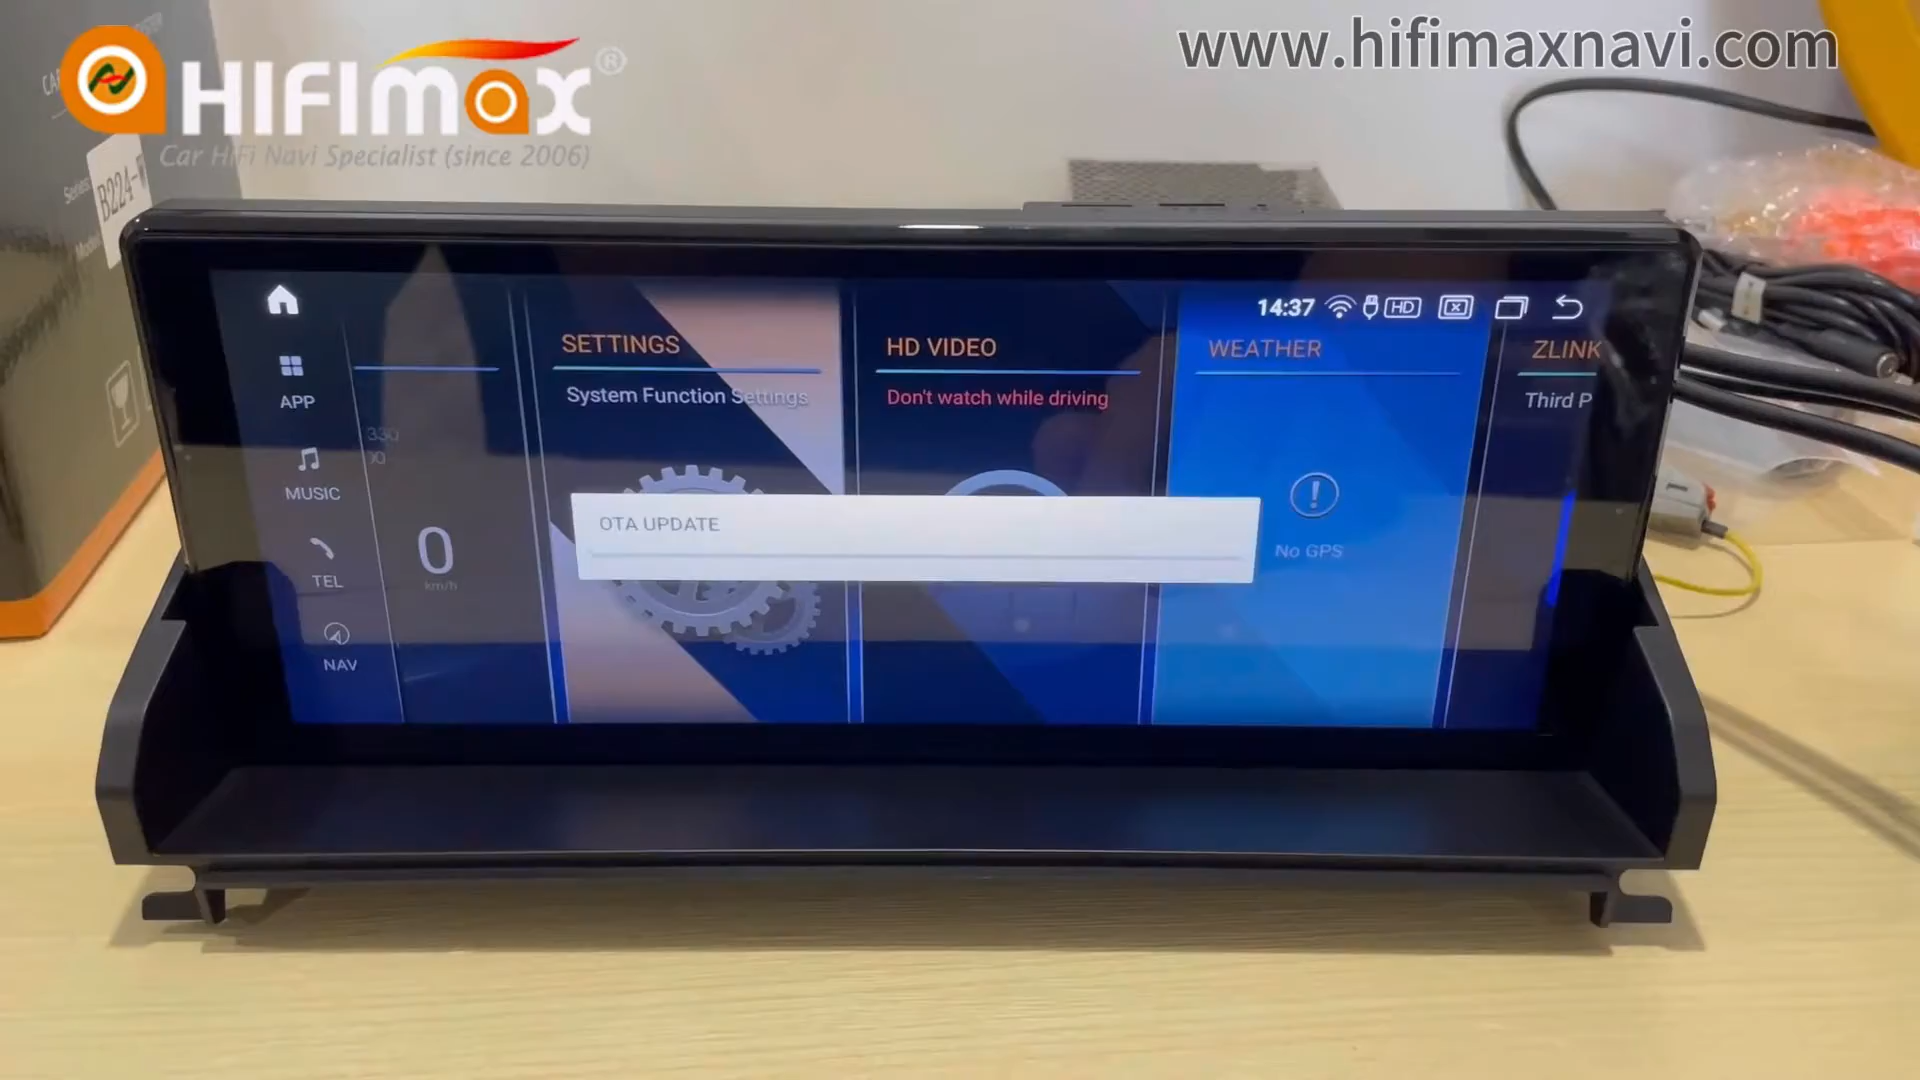 www.hifimaxnavi.com
HIFIMAX®
Car HiFi Navi Specialist (since 2006)
B224-
14:37
HD
SETTINGS
System Function Settings
HD VIDEO
Don't watch while driving
WEATHER
No GPS
ZLINK
Third P
APP
MUSIC
TEL
NAV
330
0
km/h
OTA UPDATE